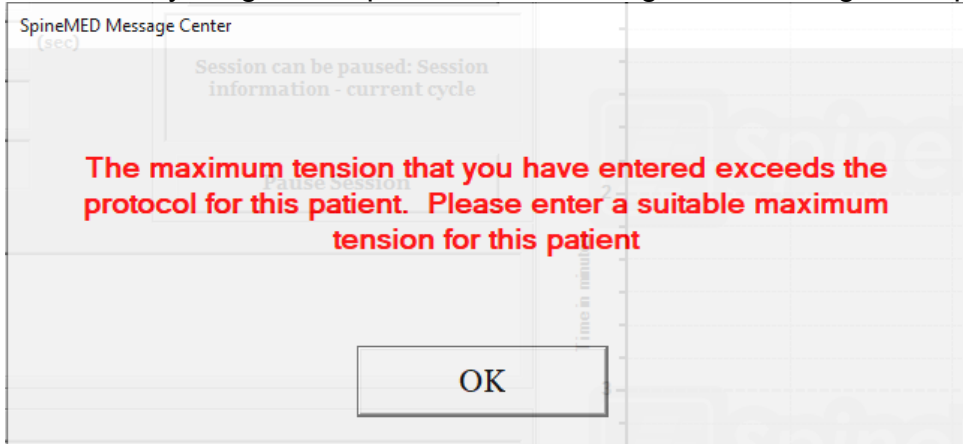 SpineMED Message Center
(sec)
Session can be paused: Session
information - current cycle
The maximum tension that you have entered exceeds the
Pause Session
protocol for this patient. Please enter a suitable maximum
2
tension for this patient
Time in minute
OK
3